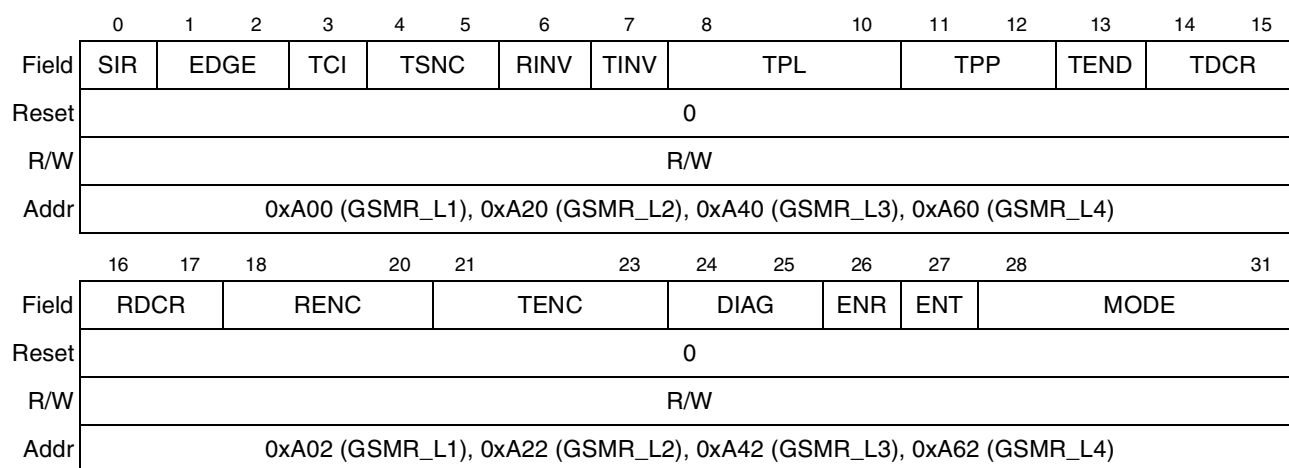 0 1 2 3 4 5 6 7 8 10 11 12 13 14 15
Field SIR EDGE TCI TSNC RINV TINV TPL TPP TEND TDCR
Reset 0
R/W R/W
Addr 0xA00 (GSMR_L1), 0xA20 (GSMR_L2), 0xA40 (GSMR_L3), 0xA60 (GSMR_L4)
16 17 18 20 21 23 24 25 26 27 28 31
Field RDCR RENC TENC DIAG ENR ENT MODE
Reset 0
R/W R/W
Addr 0xA02 (GSMR_L1), 0xA22 (GSMR_L2), 0xA42 (GSMR_L3), 0xA62 (GSMR_L4)